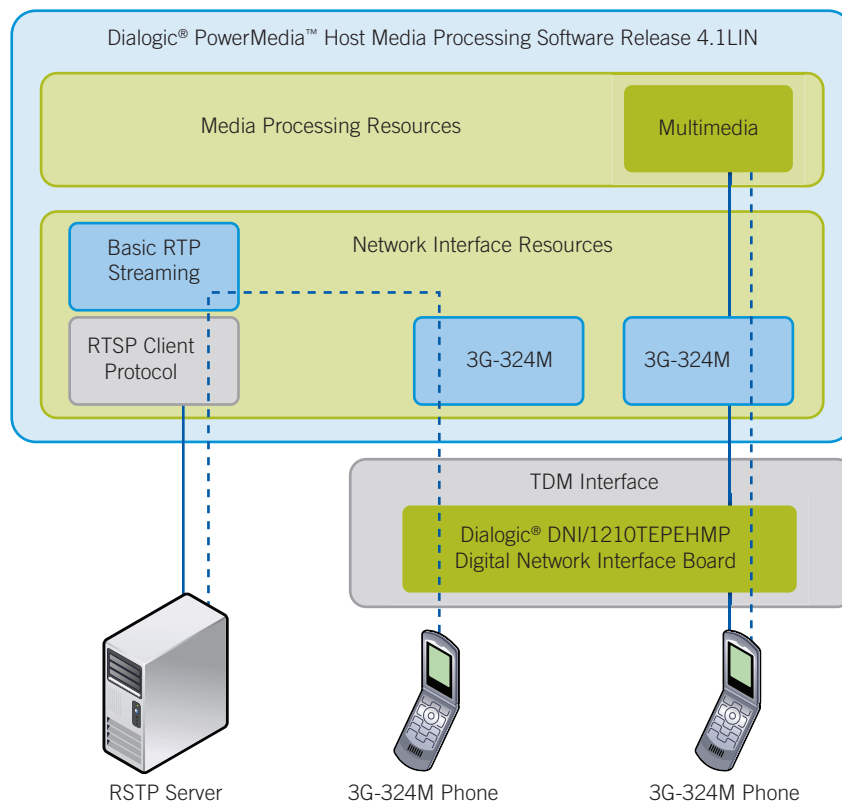 Dialogic® PowerMedia™ Host Media Processing Software Release 4.1LIN
Media Processing Resources
Multimedia
Basic RTP
Streaming
Network Interface Resources
RTSP Client
Protocol
3G-324M
3G-324M
TDM Interface
Dialogic® DNI/1210TEPEHMP
Digital Network Interface Board
RSTP Server
3G-324M Phone
3G-324M Phone